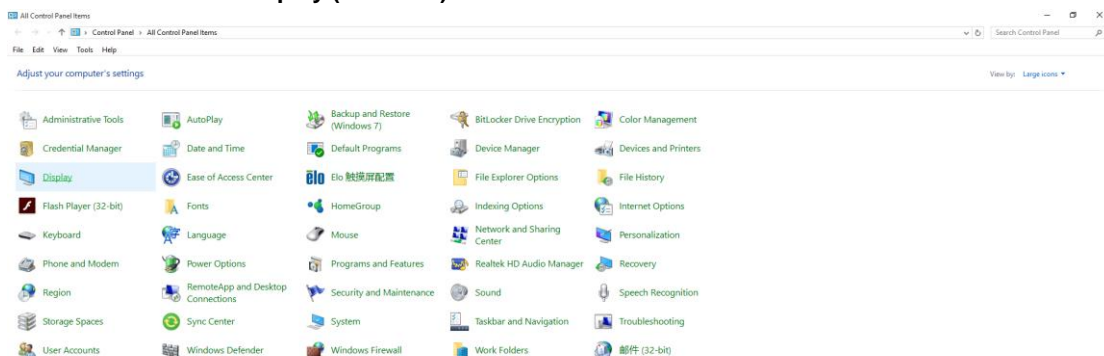 All Control Panel Items
Control Panel > All Control Panel Items
Search Control Panel
File Edit View Tools Help
Adjust your computer's settings
View by: Large icons
Administrative Tools
AutoPlay
Backup and Restore
(Windows 7)
BitLocker Drive Encryption
Color Management
Credential Manager
Date and Time
Default Programs
Device Manager
Devices and Printers
Display
Ease of Access Center
elo Elo 触摸屏配置
File Explorer Options
File History
Flash Player (32-bit)
Fonts
HomeGroup
Indexing Options
Internet Options
Keyboard
Language
Mouse
Network and Sharing
Center
Personalization
Phone and Modem
Power Options
Programs and Features
Realtek HD Audio Manager
Recovery
Region
RemoteApp and Desktop
Connections
Security and Maintenance
Sound
Speech Recognition
Storage Spaces
Sync Center
System
Taskbar and Navigation
Troubleshooting
User Accounts
Windows Defender
Windows Firewall
Work Folders
邮件 (32-bit)